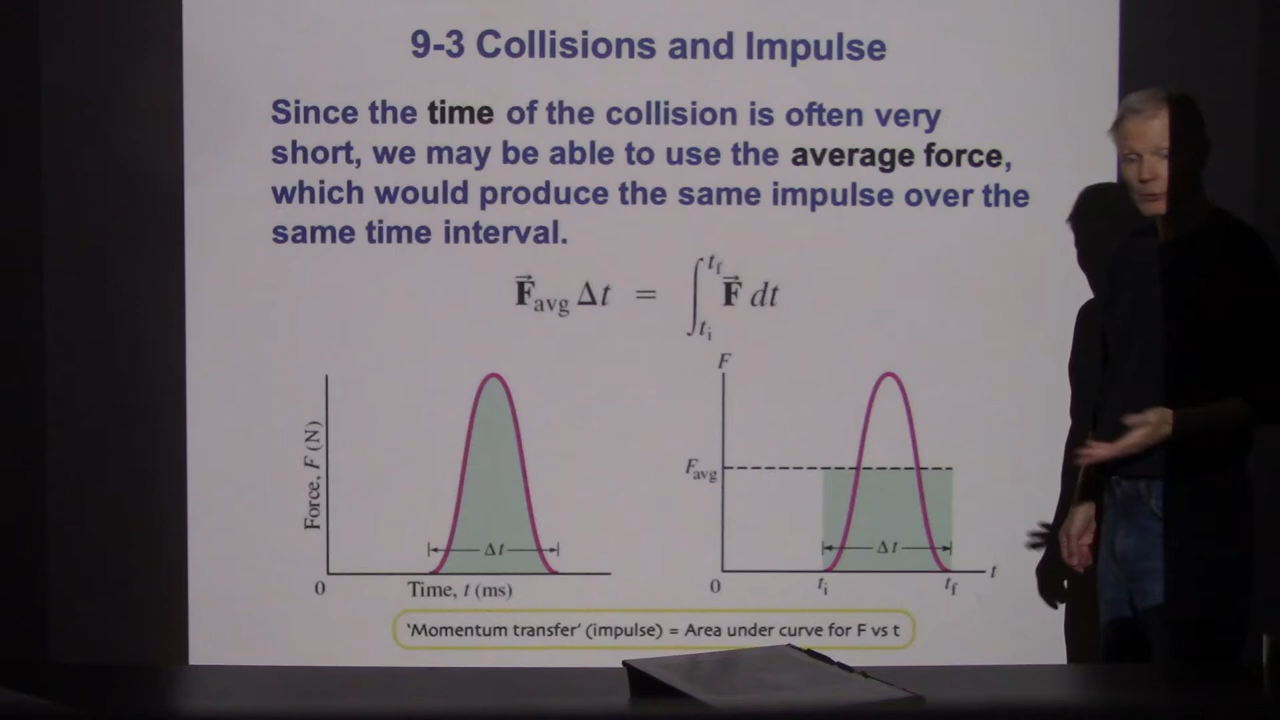 9-3 Collisions and Impulse
Since the time of the collision is often very
short, we may be able to use the average force,
which would produce the same impulse over the
same time interval.
F⃗avg Δt = ∫ti^tf F⃗ dt
Force, F (N)
Δt
0
Time, t (ms)
F
Favg
Δt
0
ti
tf
t
'Momentum transfer' (impulse) = Area under curve for F vs t